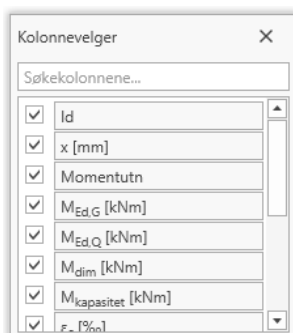 Kolonnevelger
Søkekolonnene...
Id
x [mm]
Momentutn
M_Ed,G [kNm]
M_Ed,Q [kNm]
M_dim [kNm]
M_kapasitet [kNm]